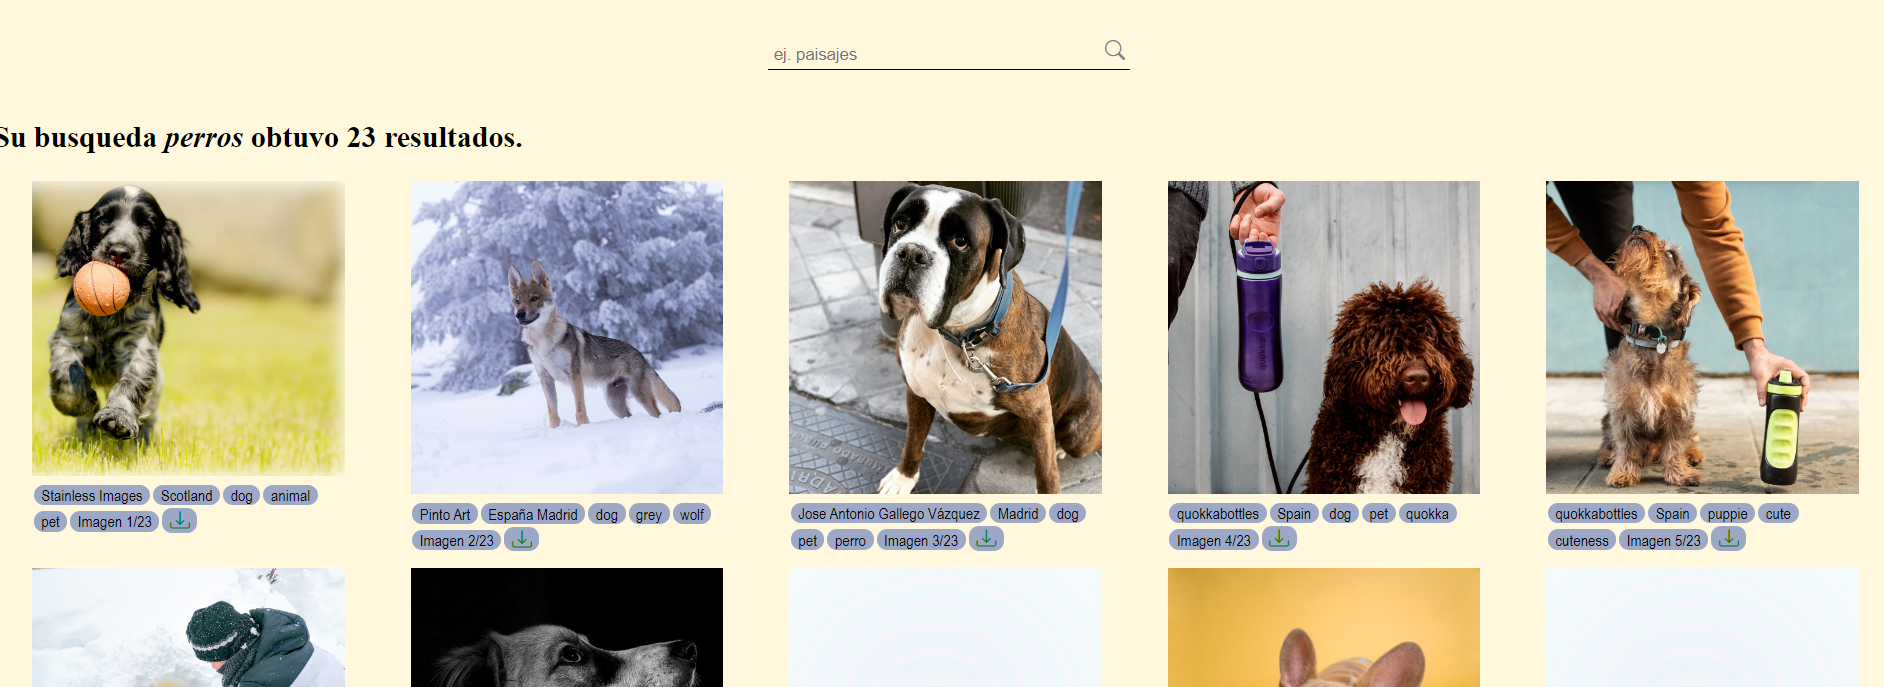 ej. paisajes
Su busqueda perros obtuvo 23 resultados.
quokka
MADRID
Stainless Images Scotland dog animal
pet Imagen 1/23
Pinto Art España Madrid dog grey wolf
Imagen 2/23
Jose Antonio Gallego Vázquez Madrid dog
pet perro Imagen 3/23
quokkabottles Spain dog pet quokka
Imagen 4/23
quokkabottles Spain puppie cute
cuteness Imagen 5/23